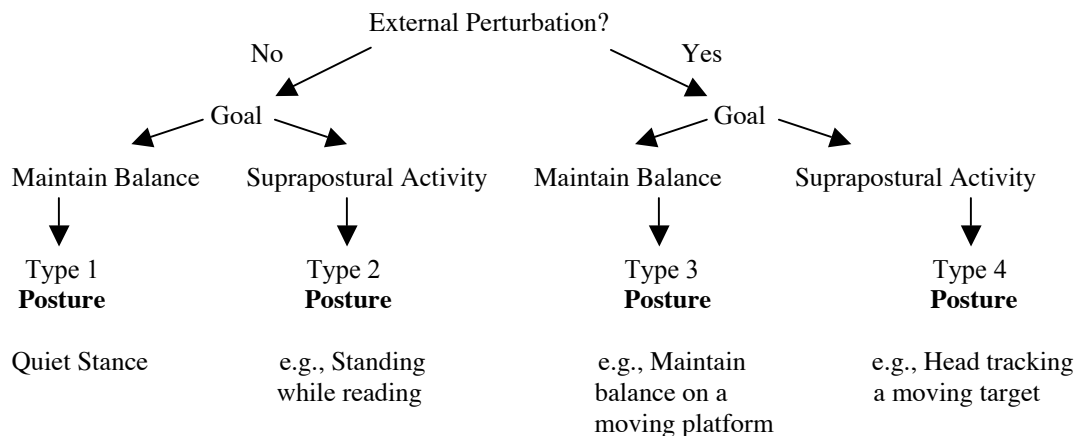 External Perturbation?
No Yes
Goal Goal
Maintain Balance Suprapostural Activity Maintain Balance Suprapostural Activity
Type 1 Type 2 Type 3 Type 4
Posture Posture Posture Posture
Quiet Stance e.g., Standing e.g., Maintain e.g., Head tracking
while reading balance on a a moving target
moving platform